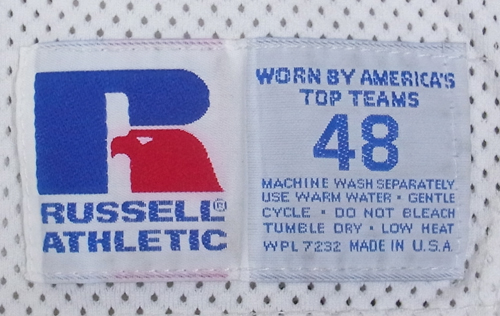 RUSSELL®
ATHLETIC
WORN BY AMERICA'S
TOP TEAMS
48
MACHINE WASH SEPARATELY.
USE WARM WATER • GENTLE
CYCLE • DO NOT BLEACH
TUMBLE DRY • LOW HEAT
WPL 7232 MADE IN U.S.A.